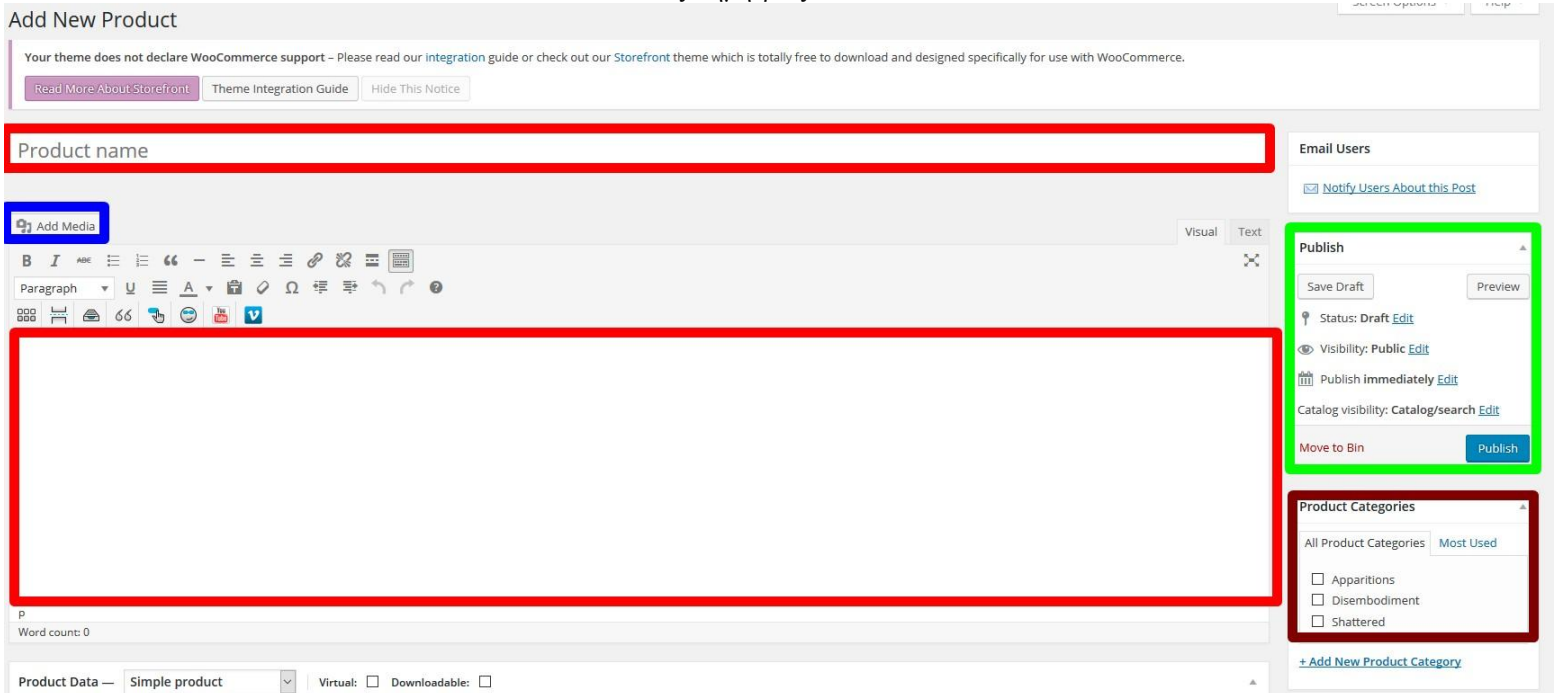 Add New Product
Your theme does not declare WooCommerce support – Please read our integration guide or check out our Storefront theme which is totally free to download and designed specifically for use with WooCommerce.
Read More About Storefront Theme Integration Guide Hide This Notice
Product name
Email Users
Notify Users About this Post
Add Media
Visual Text
Publish
B I ABC
Paragraph U A Ω
Save Draft Preview
Status: Draft Edit
Visibility: Public Edit
Publish immediately Edit
Catalog visibility: Catalog/search Edit
Move to Bin Publish
Product Categories
All Product Categories Most Used
Apparitions
Disembodiment
Shattered
P
Word count: 0
+ Add New Product Category
Product Data — Simple product Virtual: Downloadable: